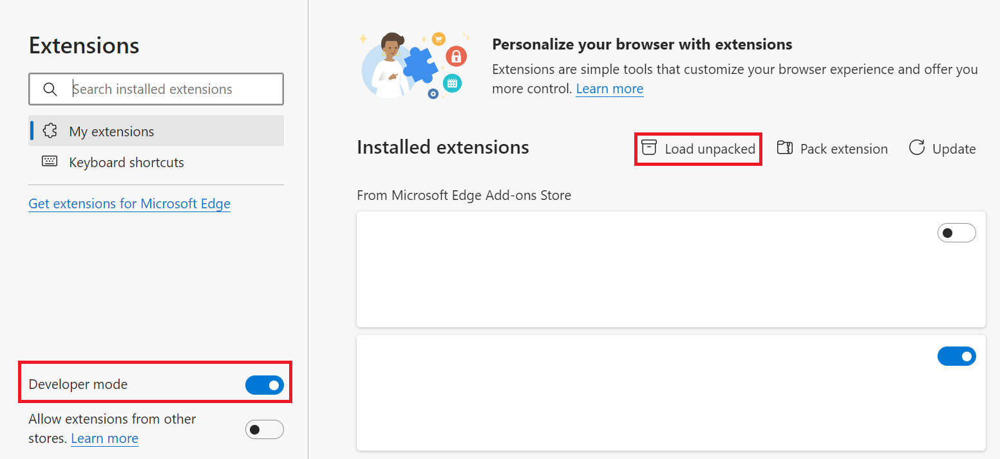 Extensions
Search installed extensions
My extensions
Keyboard shortcuts
Get extensions for Microsoft Edge
Developer mode
Allow extensions from other
stores. Learn more
Personalize your browser with extensions
Extensions are simple tools that customize your browser experience and offer you
more control. Learn more
Installed extensions
Load unpacked
Pack extension
Update
From Microsoft Edge Add-ons Store